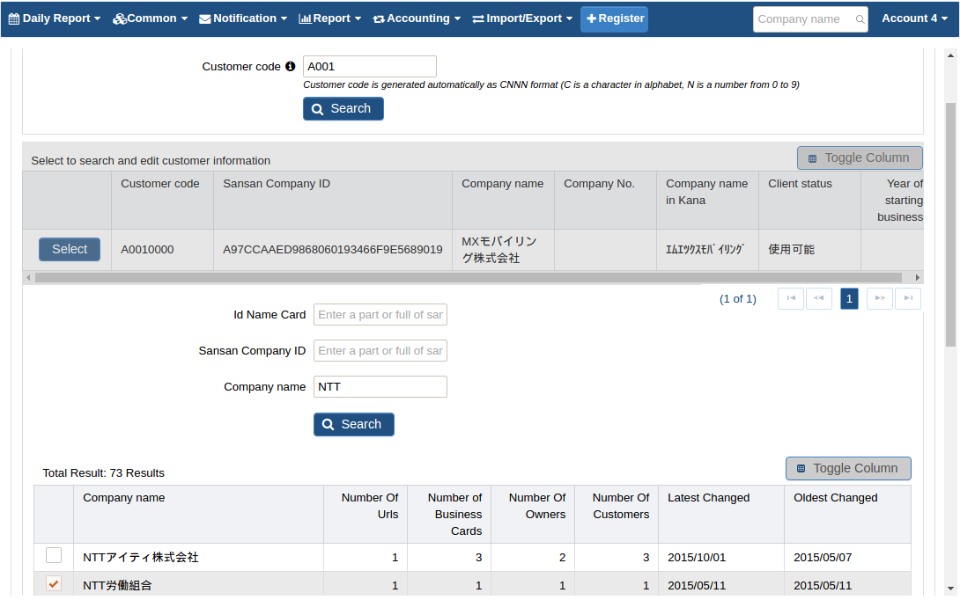 Daily Report Common Notification Report Accounting Import/Export Register Company name Account 4
Customer code A001
Customer code is generated automatically as CNNN format (C is a character in alphabet, N is a number from 0 to 9)
Search
Select to search and edit customer information Toggle Column
Customer code Sansan Company ID Company name Company No. Company name in Kana Client status Year of starting business
Select A0010000 A97CCAAED9868060193466F9E5689019 MXモバイリング株式会社 ｴﾑｴｯｸｽﾓﾊﾞｲﾘﾝｸﾞ 使用可能
(1 of 1) 1
Id Name Card Enter a part or full of sar
Sansan Company ID Enter a part or full of sar
Company name NTT
Search
Total Result: 73 Results Toggle Column
Company name Number Of Urls Number of Business Cards Number Of Owners Number Of Customers Latest Changed Oldest Changed
NTTアイティ株式会社 1 3 2 3 2015/10/01 2015/05/07
NTT労働組合 1 1 1 1 2015/05/11 2015/05/11